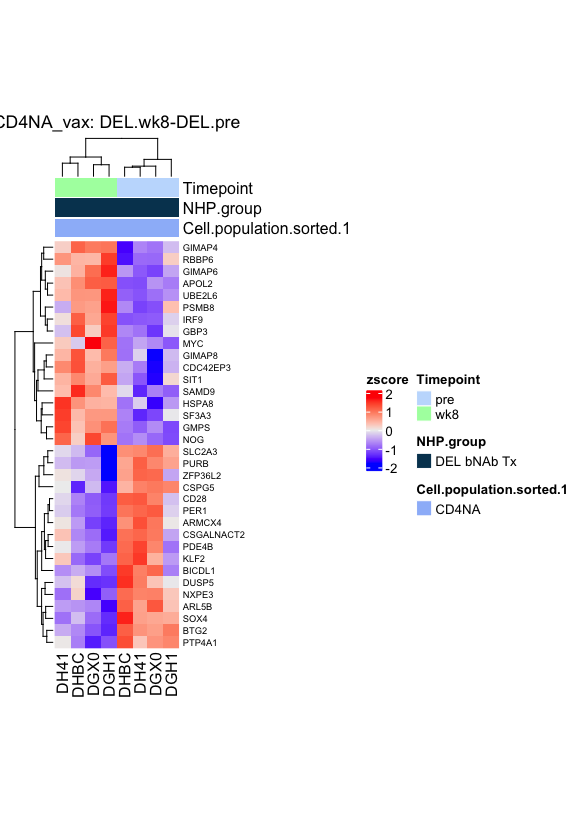 CD4NA_vax: DEL.wk8-DEL.pre
Timepoint
NHP.group
Cell.population.sorted.1
GIMAP4
RBBP6
GIMAP6
APOL2
UBE2L6
PSMB8
IRF9
GBP3
MYC
GIMAP8
CDC42EP3
SIT1
SAMD9
HSPA8
SF3A3
GMPS
NOG
SLC2A3
PURB
ZFP36L2
CSPG5
CD28
PER1
ARMCX4
CSGALNACT2
PDE4B
KLF2
BICDL1
DUSP5
NXPE3
ARL5B
SOX4
BTG2
PTP4A1
DH41 DHBC DGX0 DGH1 DHBC DH41 DGX0 DGH1
zscore
2
1
0
-1
-2
Timepoint
pre
wk8
NHP.group
DEL bNAb Tx
Cell.population.sorted.1
CD4NA